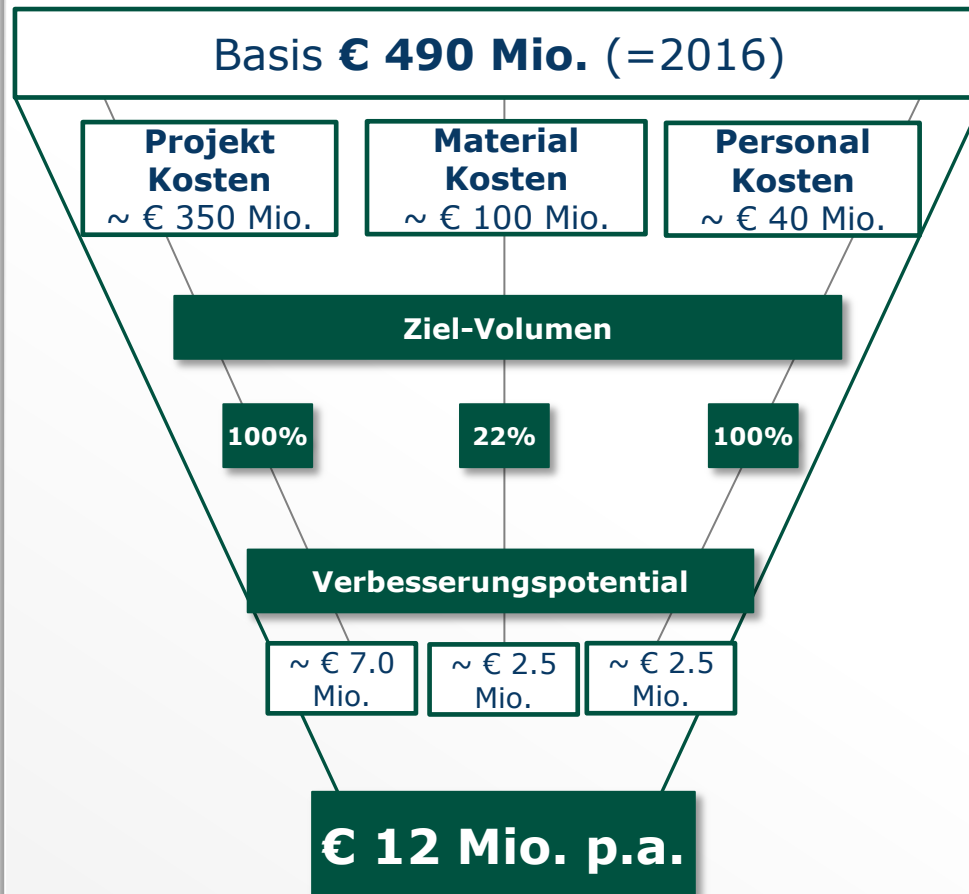 Basis € 490 Mio. (=2016)
Projekt
Kosten
~ € 350 Mio.
Material
Kosten
~ € 100 Mio.
Personal
Kosten
~ € 40 Mio.
Ziel-Volumen
100%
22%
100%
Verbesserungspotential
~ € 7.0
Mio.
~ € 2.5
Mio.
~ € 2.5
Mio.
€ 12 Mio. p.a.